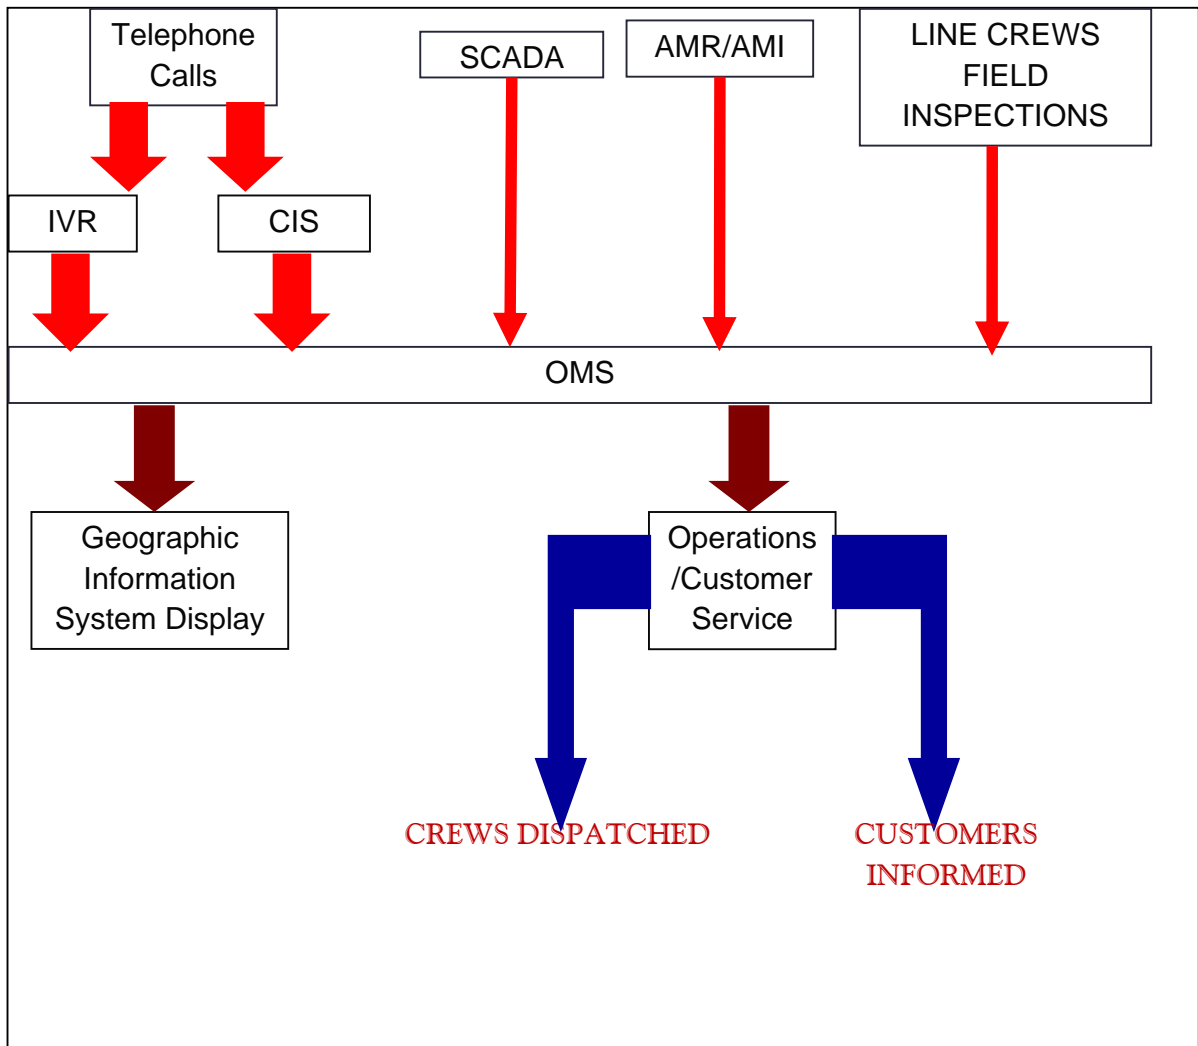 Telephone
Calls
SCADA
AMR/AMI
LINE CREWS
FIELD
INSPECTIONS
IVR
CIS
OMS
Geographic
Information
System Display
Operations
/Customer
Service
CREWS DISPATCHED
CUSTOMERS
INFORMED